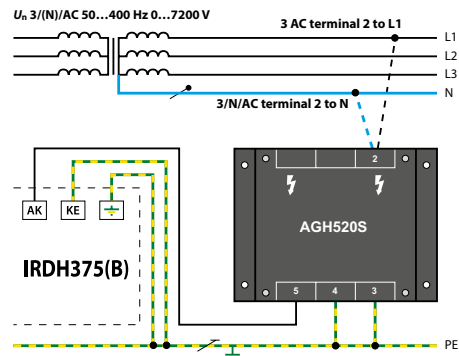 Un 3/(N)/AC 50...400 Hz 0...7200 V
3 AC terminal 2 to L1
L1
L2
L3
N
3/N/AC terminal 2 to N
2
AK KE
AGH520S
IRDH375(B)
5 4 3
PE